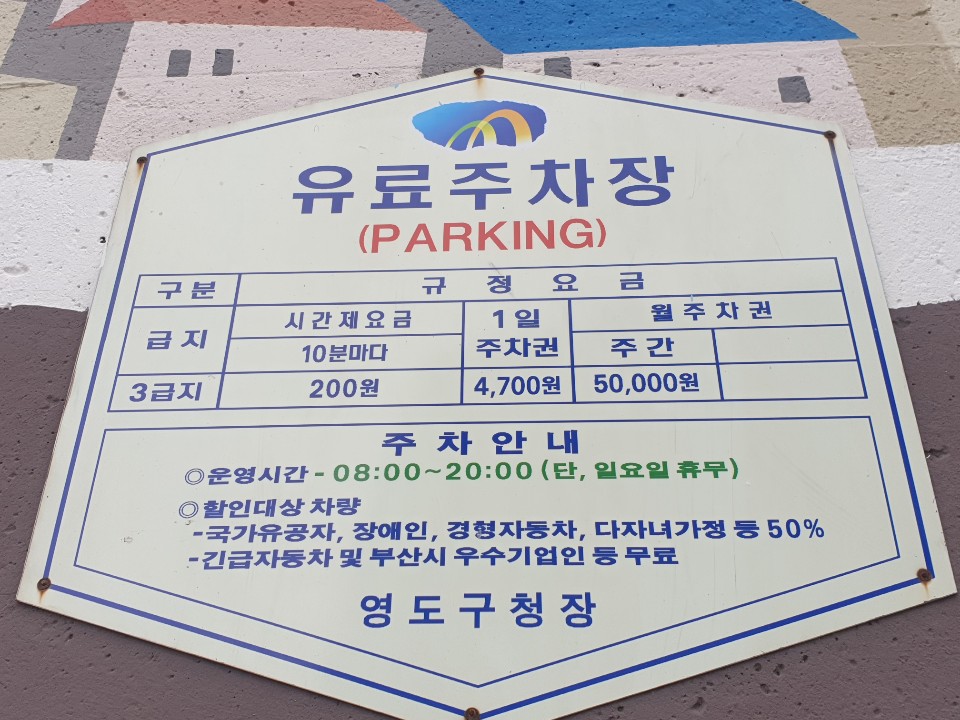 유료주차장
(PARKING)
구분 규정요금
급지 시간제요금 1일 월주차권
10분마다 주차권 주간
3급지 200원 4,700원 50,000원
주차안내
◎운영시간 - 08:00~20:00 (단, 일요일 휴무)
◎할인대상 차량
-국가유공자, 장애인, 경형자동차, 다자녀가정 등 50%
-긴급자동차 및 부산시 우수기업인 등 무료
영도구청장